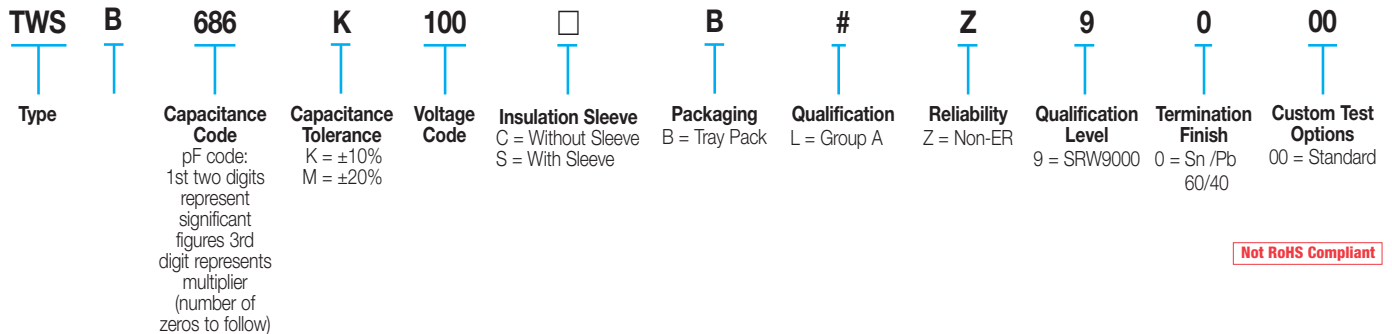 TWS B 686 K 100 □ B # Z 9 0 00
Type
Capacitance
Code
pF code:
1st two digits
represent
significant
figures 3rd
digit represents
multiplier
(number of
zeros to follow)
Capacitance
Tolerance
K = ±10%
M = ±20%
Voltage
Code
Insulation Sleeve
C = Without Sleeve
S = With Sleeve
Packaging
B = Tray Pack
Qualification
L = Group A
Reliability
Z = Non-ER
Qualification
Level
9 = SRW9000
Termination
Finish
0 = Sn /Pb
60/40
Custom Test
Options
00 = Standard
Not RoHS Compliant